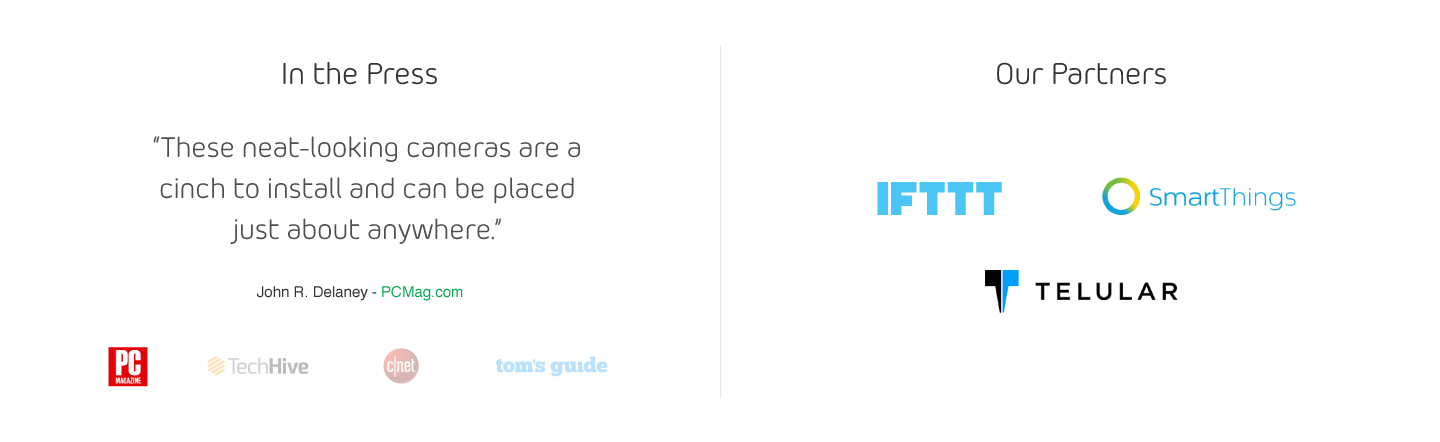 In the Press
“These neat-looking cameras are a
cinch to install and can be placed
just about anywhere.”
John R. Delaney - PCMag.com
PC
MAGAZINE
TechHive
c|net
tom's guide
Our Partners
IFTTT
SmartThings
TELULAR